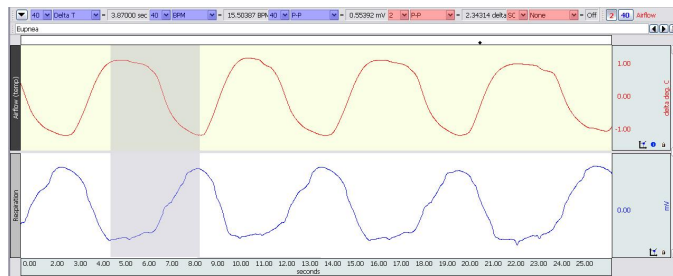 40 Delta T = 3.87000 sec 40 BPM = 15.50387 BPM 40 P-P = 0.55392 mV 2 P-P = 2.34314 delta SC None = Off 2 40 Airflow
Eupnea
Airflow (temp)
1.00
0.00
-1.00
delta deg. C
Respiration
0.00
mV
0.00 1.00 2.00 3.00 4.00 5.00 6.00 7.00 8.00 9.00 10.00 11.00 12.00 13.00 14.00 15.00 16.00 17.00 18.00 19.00 20.00 21.00 22.00 23.00 24.00 25.00
seconds